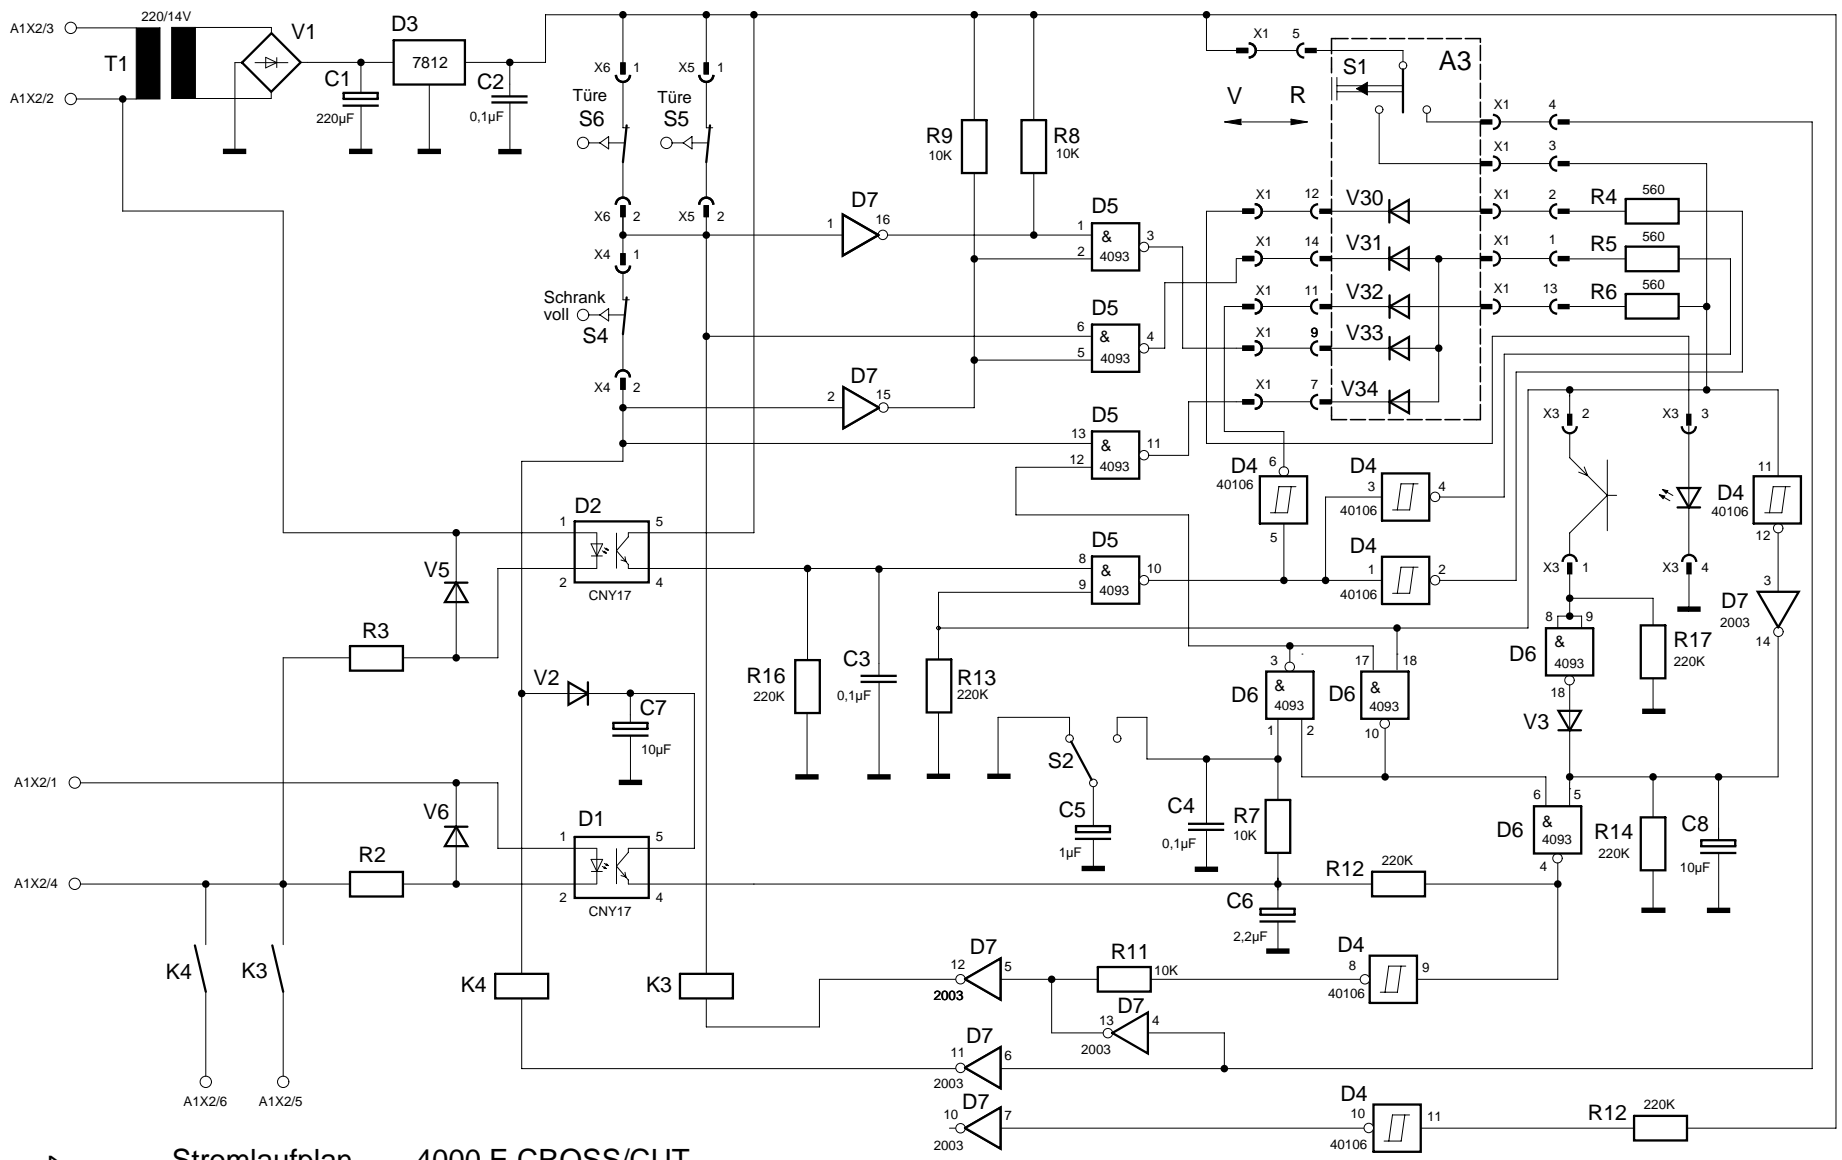 220/14V
A1X2/3
T1
V1
D3
7812
C1
220µF
C2
0,1µF
A1X2/2
X6 1
X5 1
Türe
S6
Türe
S5
X6 2
X5 2
X4 1
Schrank
voll
S4
X4 2
R9
10K
R8
10K
D7
1 16
D7
2 15
D5
1 & 3
2 4093
D5
6 & 4
5 4093
D5
13 & 11
12 4093
D5
8 & 10
9 4093
X1 5
S1
A3
V R
X1 4
X1 3
X1 12 V30 X1 2 R4 560
X1 14 V31 X1 1 R5 560
X1 11 V32 X1 13 R6 560
X1 9 V33
X1 7 V34
X3 2
X3 3
X3 1
X3 4
D4
40106
6
5
D4
3 4
40106
D4
1 2
40106
11
D4
40106
12
3
D7
2003
14
D2
1 5
2 4
CNY17
V5
R3
V2
C7
10µF
R16
220K
C3
0,1µF
R13
220K
3
D6
&
4093
1 2
17 18
D6
&
4093
10
8 9
D6
&
4093
18
R17
220K
V3
S2
C5
1µF
C4
0,1µF
R7
10K
6 5
D6
&
4093
4
R14
220K
C8
10µF
A1X2/1
V6
D1
1 5
2 4
CNY17
R2
A1X2/4
R12
220K
C6
2,2µF
K4
K3
K4
K3
D7
12 5
2003
R11
10K
D4
8 9
40106
D7
13 4
2003
D7
11 6
2003
D7
10 7
2003
D4
10 11
40106
R12
220K
A1X2/6
A1X2/5
Stromlaufplan 4000 E CROSS/CUT